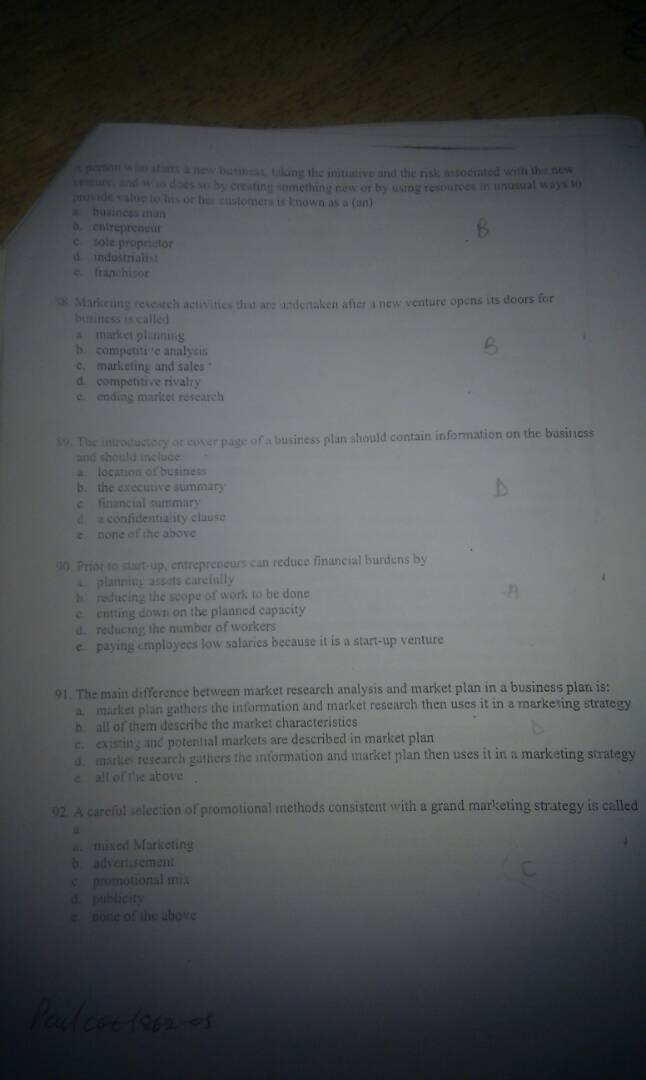 A person who starts a new business, taking the initiative and the risk associated with the new
venture, and who does so by creating something new or by using resources in unusual ways to
provide value to his or her customers is known as a (an)
a. business man
b. entrepreneur
B
c. sole proprietor
d. industrialist
e. franchisor
88. Marketing research activities that are undertaken after a new venture opens its doors for
business is called
a. market planning
b. competitive analysis
B
c. marketing and sales
d. competitive rivalry
e. ending market research
89. The introductory or cover page of a business plan should contain information on the business
and should include:
a. location of business
b. the executive summary
D
c. financial summary
d. a confidentiality clause
e. none of the above
90. Prior to start-up, entrepreneurs can reduce financial burdens by
a. planning assets carefully
b. reducing the scope of work to be done
A
c. cutting down on the planned capacity
d. reducing the number of workers
e. paying employees low salaries because it is a start-up venture
91. The main difference between market research analysis and market plan in a business plan is:
a. market plan gathers the information and market research then uses it in a marketing strategy
b. all of them describe the market characteristics
D
c. existing and potential markets are described in market plan
d. market research gathers the information and market plan then uses it in a marketing strategy
e. all of the above
92. A careful selection of promotional methods consistent with a grand marketing strategy is called
a
a. mixed Marketing
b. advertisement
C
c. promotional mix
d. publicity
e. none of the above